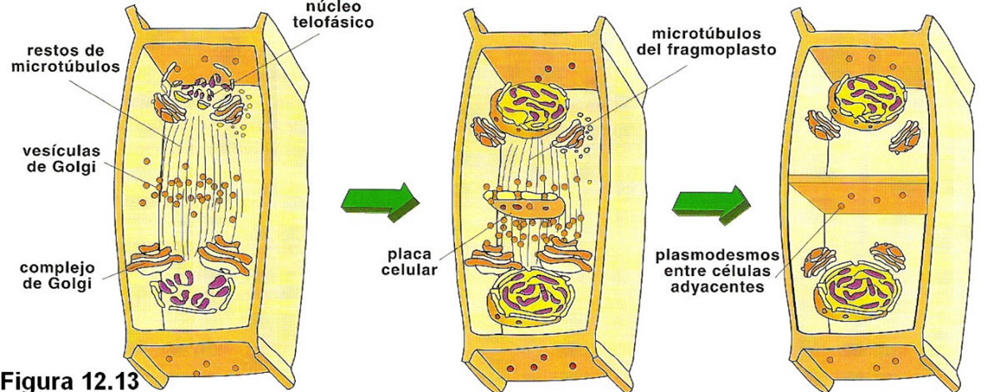 núcleo
telofásico
restos de
microtúbulos
vesículas
de Golgi
complejo
de Golgi
microtúbulos
del fragmoplasto
placa
celular
plasmodesmos
entre células
adyacentes
Figura 12.13